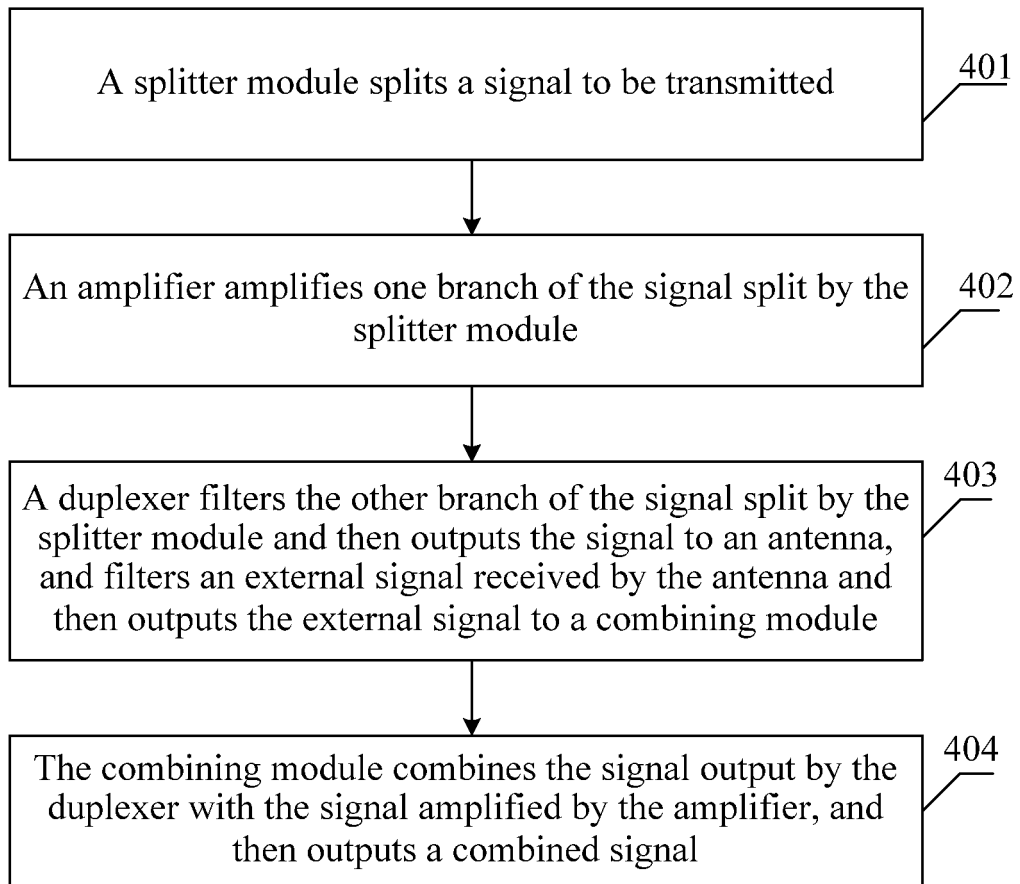 A splitter module splits a signal to be transmitted
401
An amplifier amplifies one branch of the signal split by the
splitter module
402
A duplexer filters the other branch of the signal split by the
splitter module and then outputs the signal to an antenna,
and filters an external signal received by the antenna and
then outputs the external signal to a combining module
403
The combining module combines the signal output by the
duplexer with the signal amplified by the amplifier, and
then outputs a combined signal
404